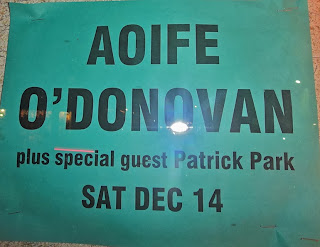 AOIFE
O'DONOVAN
plus special guest Patrick Park
SAT DEC 14